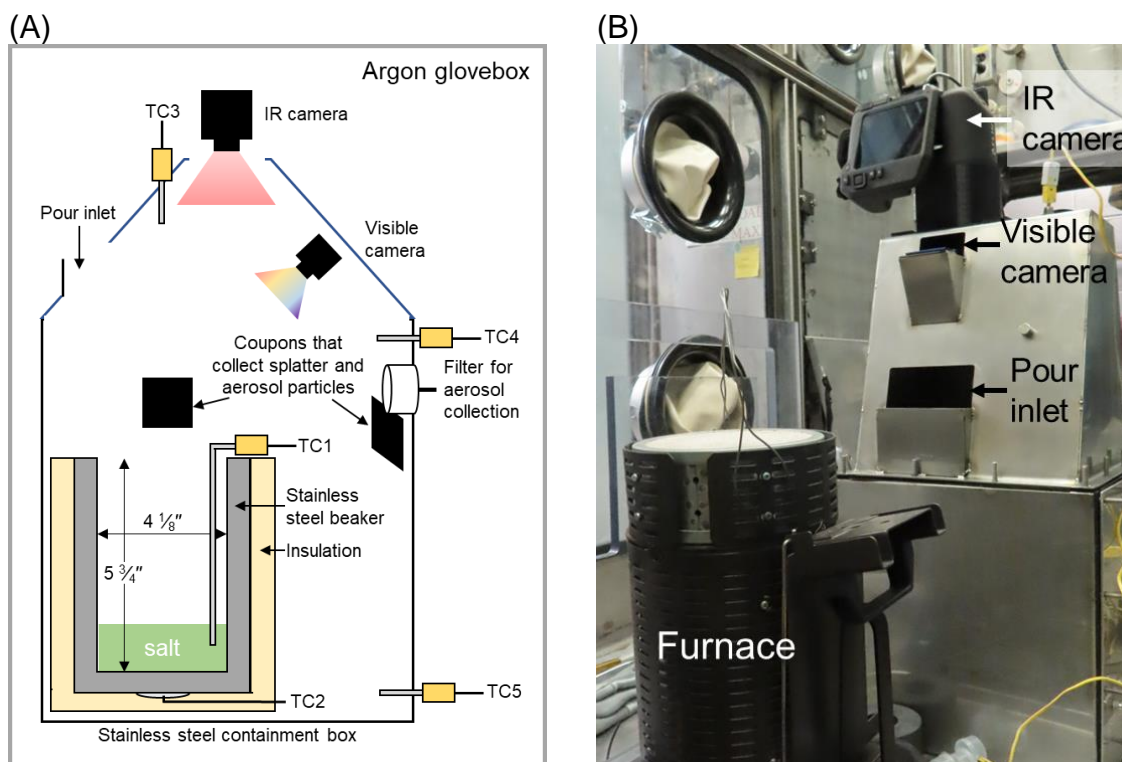 (A)
Argon glovebox
TC3
IR camera
Pour inlet
Visible
camera
TC4
Coupons that
collect splatter and
aerosol particles
Filter for
aerosol
collection
TC1
Stainless
steel beaker
4 ⅛″
Insulation
5 ¾″
salt
TC2
TC5
Stainless steel containment box
(B)
IR
camera
Visible
camera
Pour
inlet
Furnace